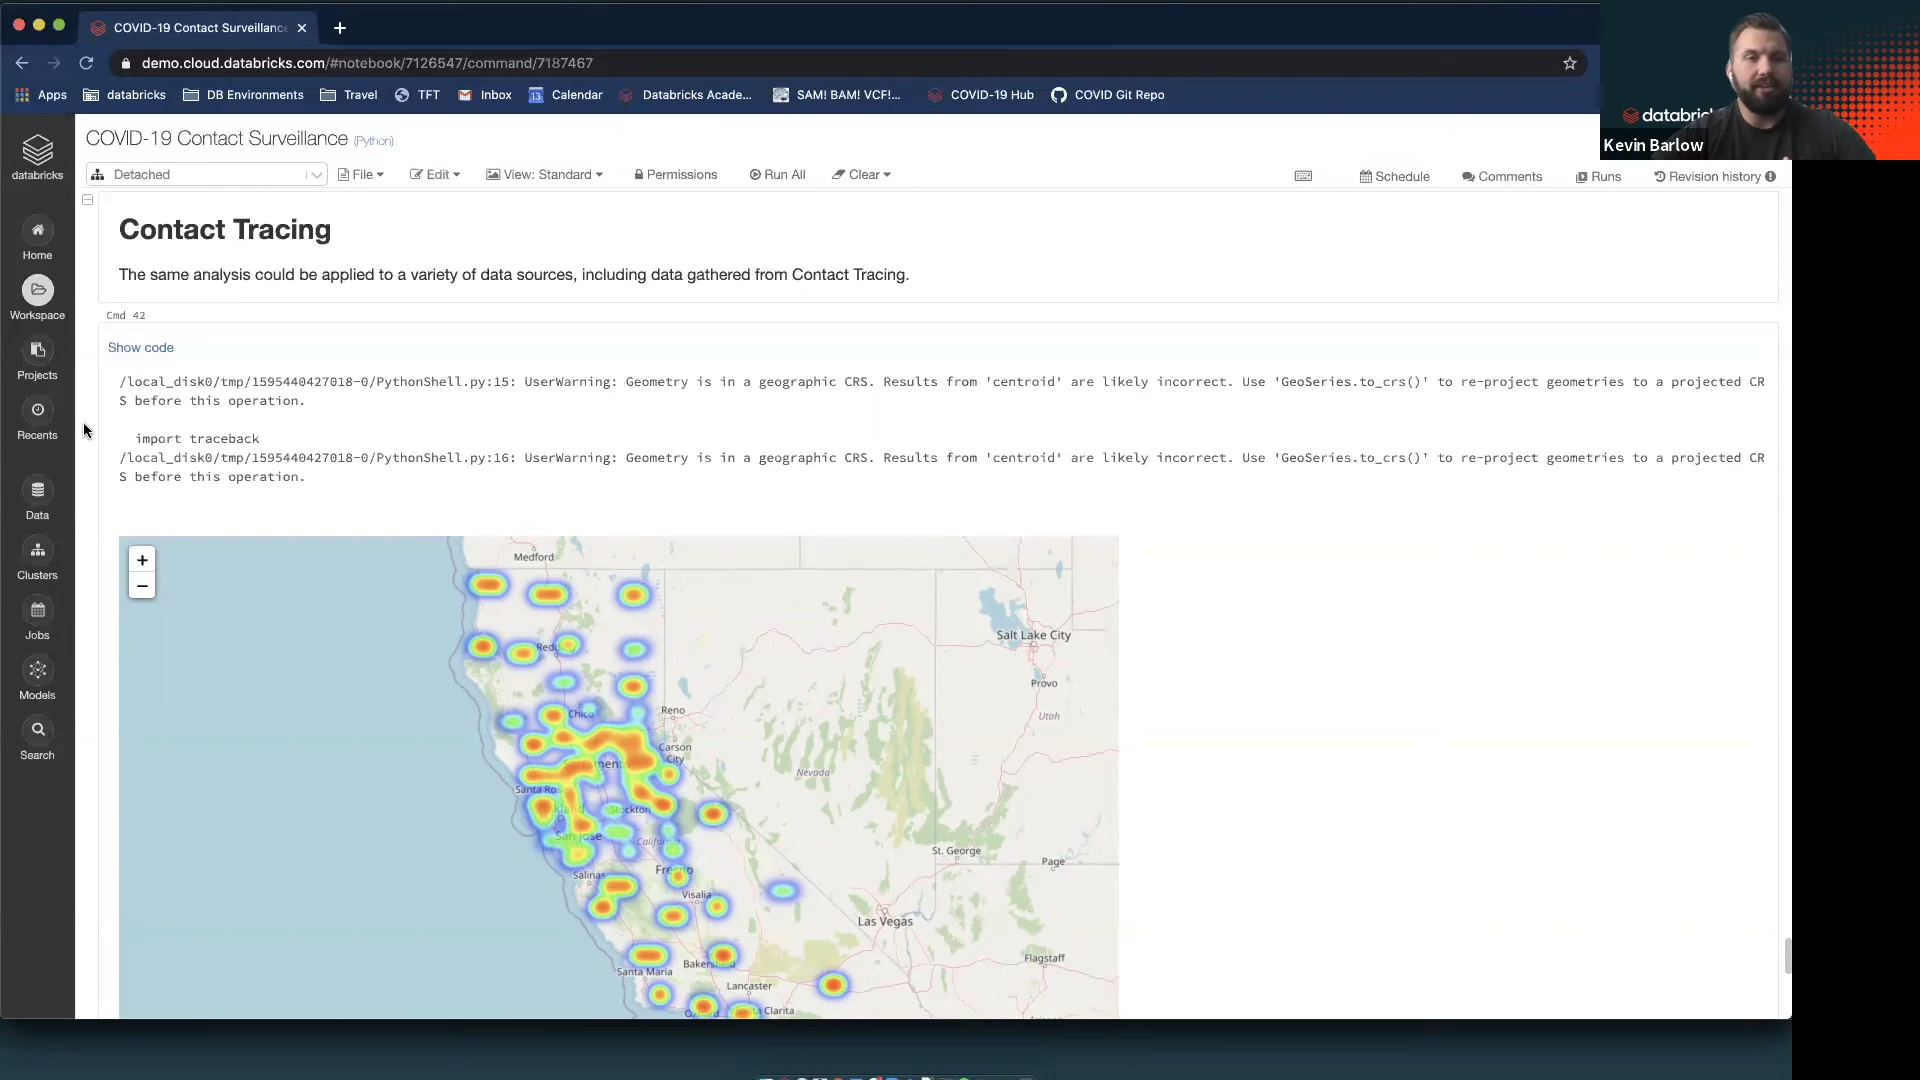 COVID-19 Contact Surveillance
demo.cloud.databricks.com/#notebook/7126547/command/7187467
Apps databricks DB Environments Travel TFT Inbox 13 Calendar Databricks Acade... SAM! BAM! VCF!... COVID-19 Hub COVID Git Repo
Kevin Barlow
databricks
COVID-19 Contact Surveillance (Python)
Detached File Edit View: Standard Permissions Run All Clear Schedule Comments Runs Revision history
Home
Workspace
Projects
Recents
Data
Clusters
Jobs
Models
Search
Contact Tracing
The same analysis could be applied to a variety of data sources, including data gathered from Contact Tracing.
Cmd 42
Show code
/local_disk0/tmp/1595440427018-0/PythonShell.py:15: UserWarning: Geometry is in a geographic CRS. Results from 'centroid' are likely incorrect. Use 'GeoSeries.to_crs()' to re-project geometries to a projected CR
S before this operation.
import traceback
/local_disk0/tmp/1595440427018-0/PythonShell.py:16: UserWarning: Geometry is in a geographic CRS. Results from 'centroid' are likely incorrect. Use 'GeoSeries.to_crs()' to re-project geometries to a projected CR
S before this operation.
+
−
Medford
Salt Lake City
Provo
Utah
Chico
Reno
Carson
City
Nevada
Stockton
San Jose
California
St. George
Page
Fresno
Salinas
Visalia
Las Vegas
Bakersfield
Flagstaff
Santa Maria
Lancaster